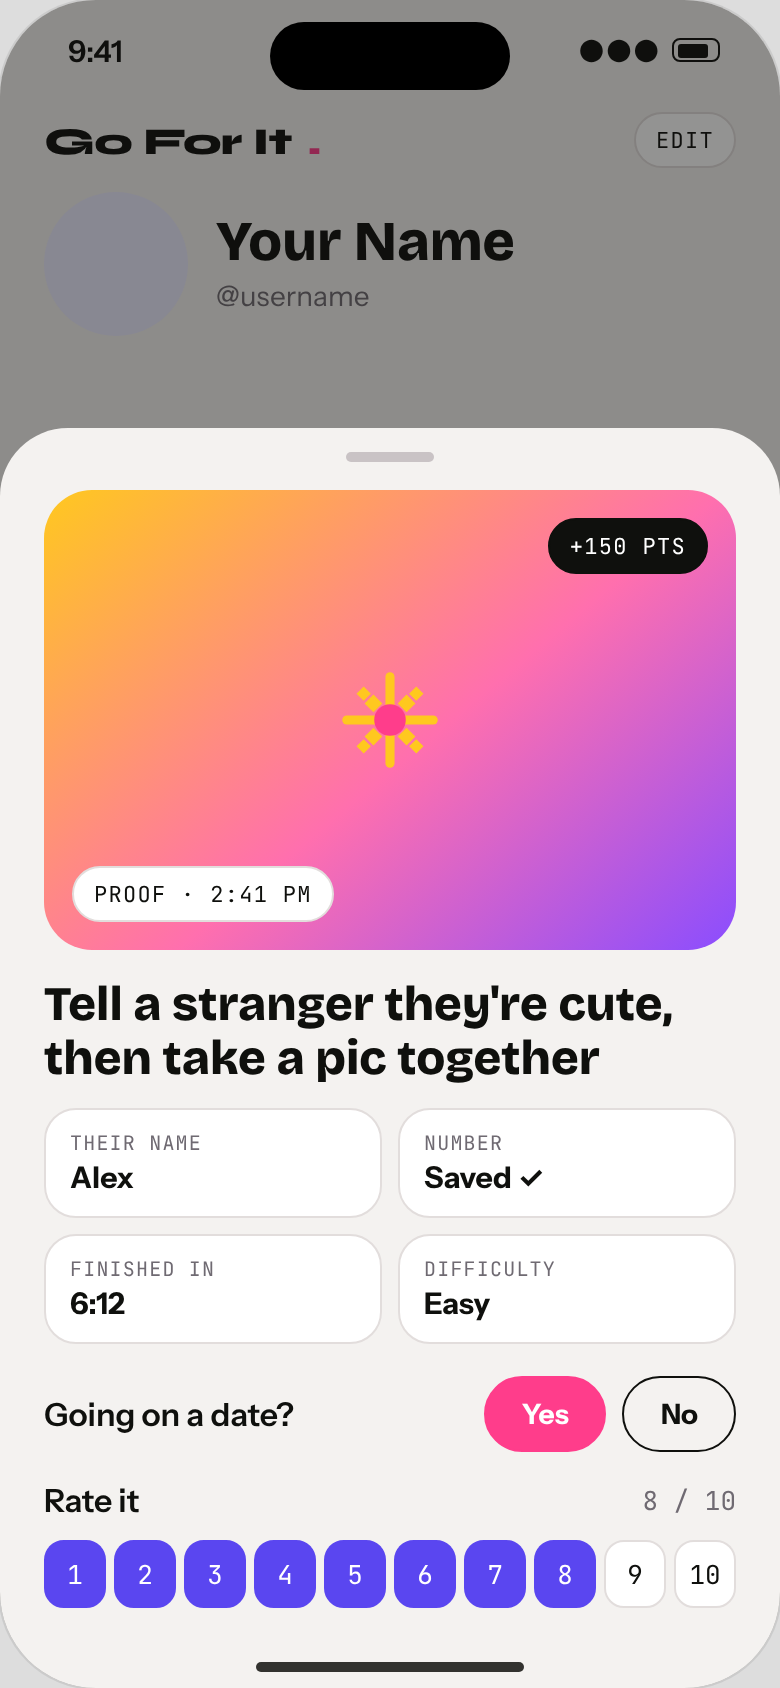 9:41
Go For It .
EDIT
Your Name
@username
+150 PTS
PROOF · 2:41 PM
Tell a stranger they're cute,
then take a pic together
THEIR NAME
Alex
NUMBER
Saved ✓
FINISHED IN
6:12
DIFFICULTY
Easy
Going on a date?
Yes
No
Rate it
8 / 10
1 2 3 4 5 6 7 8 9 10